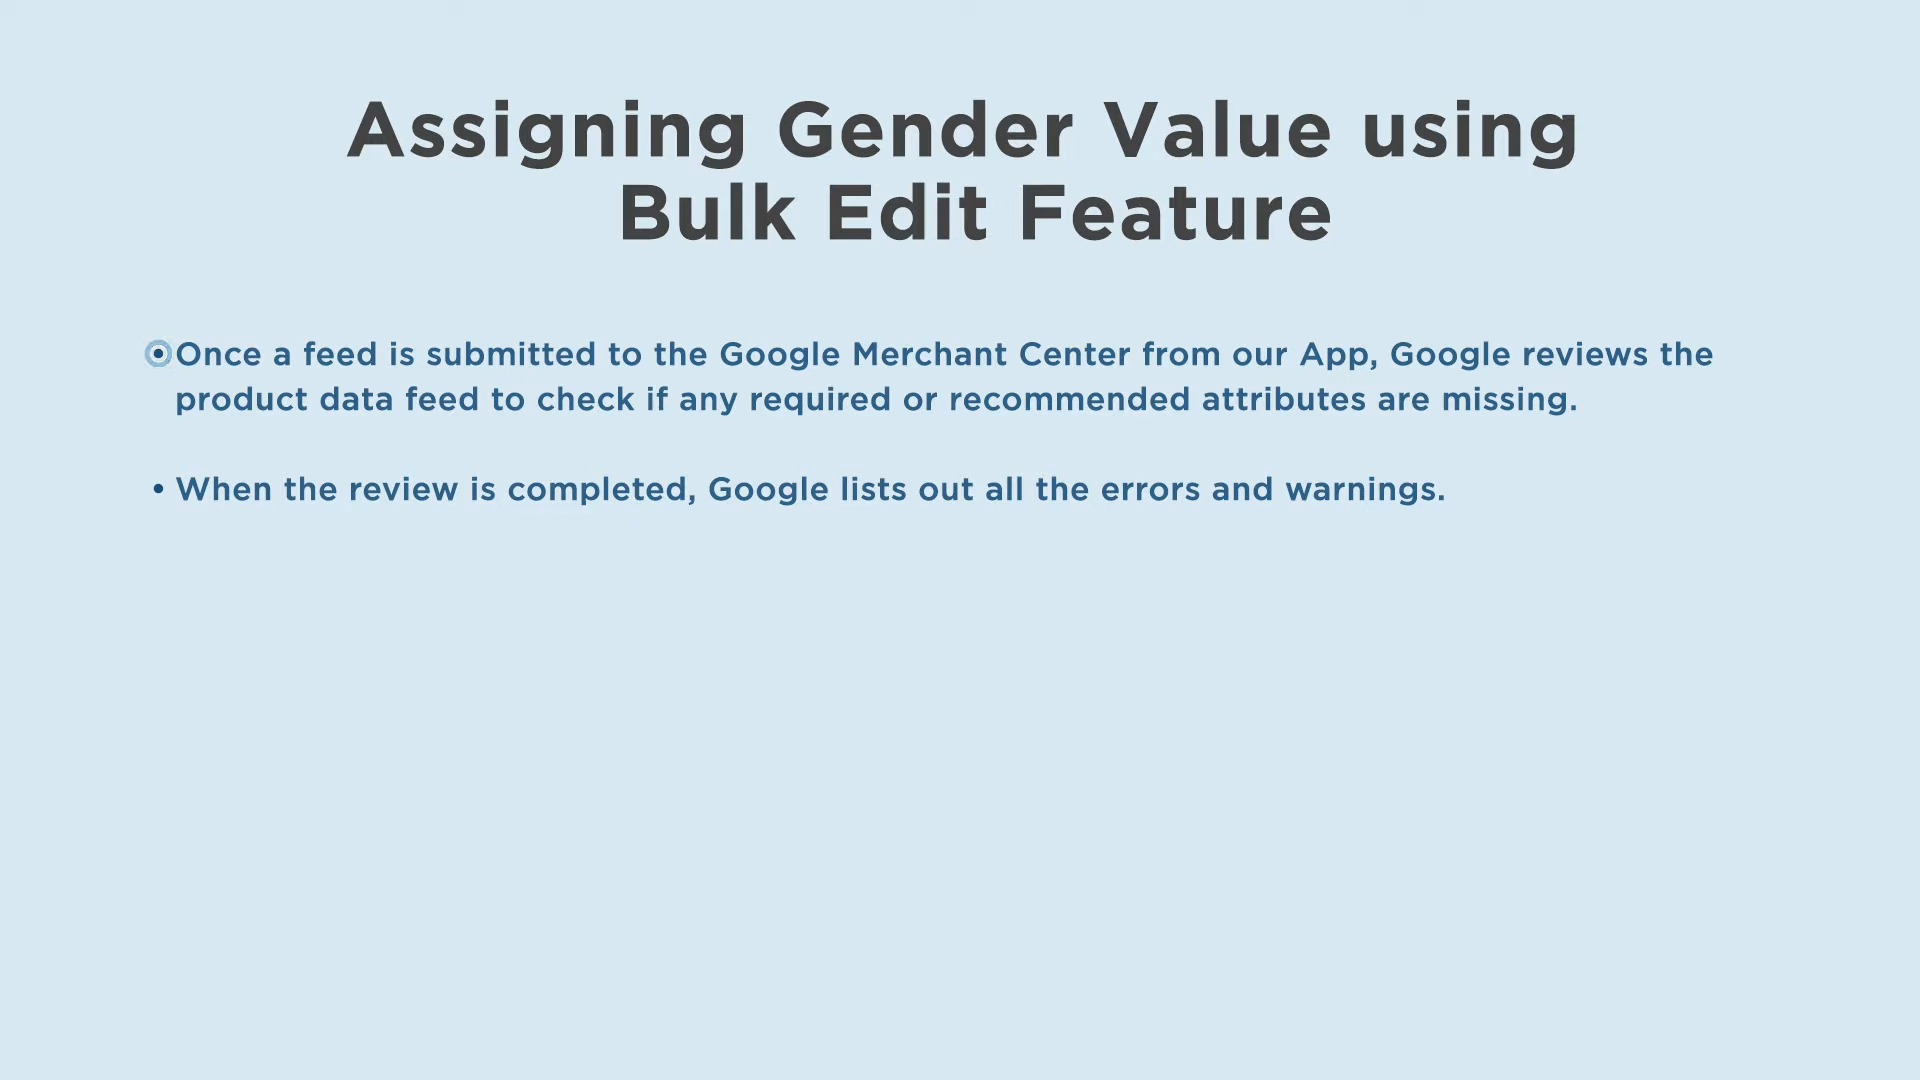 Assigning Gender Value using
Bulk Edit Feature
• Once a feed is submitted to the Google Merchant Center from our App, Google reviews the
product data feed to check if any required or recommended attributes are missing.
• When the review is completed, Google lists out all the errors and warnings.